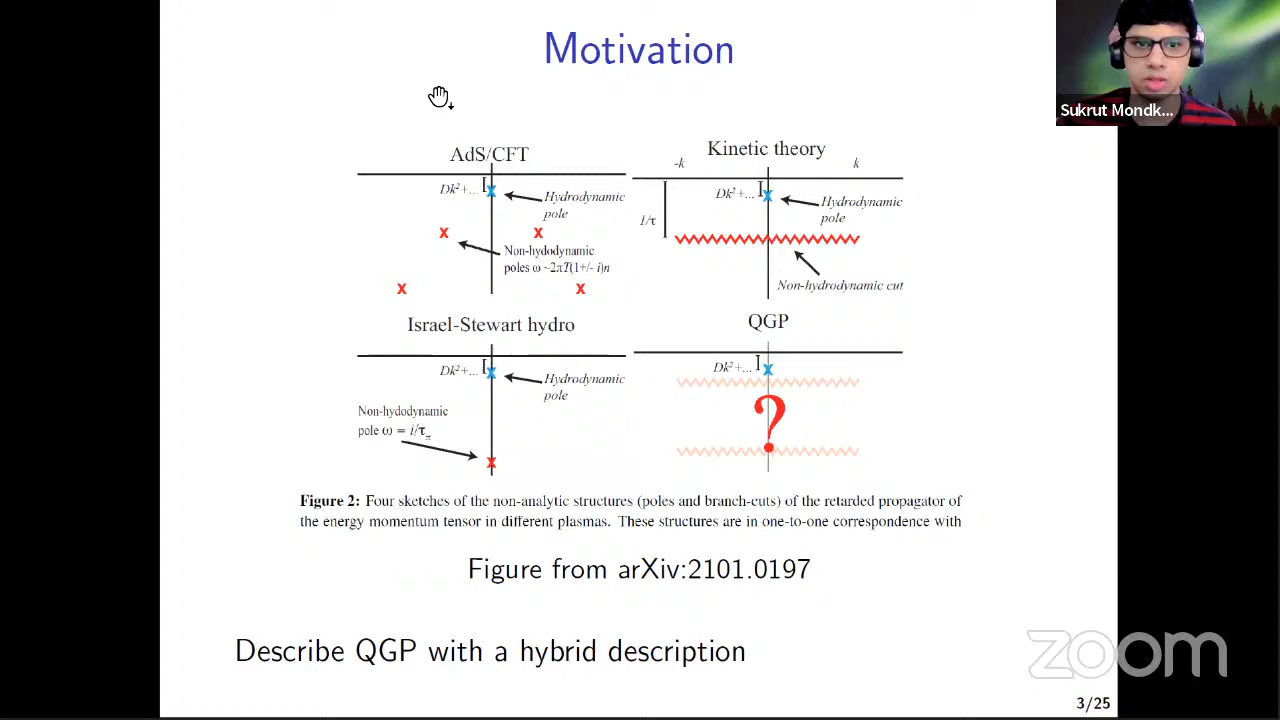 Motivation
Sukrut Mondk...
AdS/CFT
Dk²+...
Hydrodynamic
pole
Non-hydodynamic
poles ω ~2πT(1+/- i)n
x
x
x
x
x
Kinetic theory
-k
k
Dk²+...
1/τ
Hydrodynamic
pole
Non-hydrodynamic cut
x
Israel-Stewart hydro
Dk²+...
Hydrodynamic
pole
Non-hydodynamic
pole ω = i/τπ
x
x
QGP
Dk²+...
x
?
Figure 2: Four sketches of the non-analytic structures (poles and branch-cuts) of the retarded propagator of
the energy momentum tensor in different plasmas. These structures are in one-to-one correspondence with
Figure from arXiv:2101.0197
Describe QGP with a hybrid description
zoom
3/25